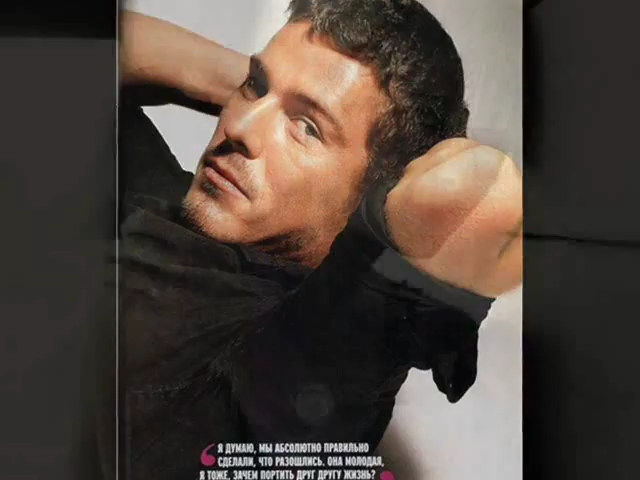 Я ДУМАЮ, МЫ АБСОЛЮТНО ПРАВИЛЬНО
СДЕЛАЛИ, ЧТО РАЗОШЛИСЬ. ОНА МОЛОДАЯ,
Я ТОЖЕ, ЗАЧЕМ ПОРТИТЬ ДРУГ ДРУГУ ЖИЗНЬ?